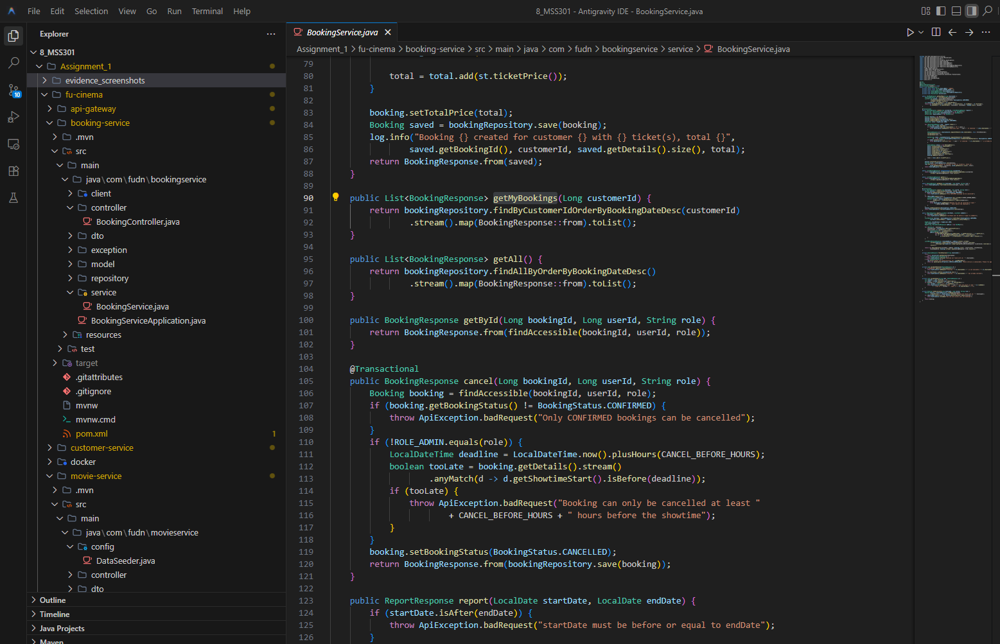 File Edit Selection View Go Run Terminal Help
8_MSS301 - Antigravity IDE - BookingService.java
Explorer
8_MSS301
Assignment_1
evidence_screenshots
fu-cinema
api-gateway
booking-service
.mvn
src
main
java\com\fudn\bookingservice
client
controller
BookingController.java
dto
exception
model
repository
service
BookingService.java
BookingServiceApplication.java
resources
test
target
.gitattributes
.gitignore
mvnw
mvnw.cmd
pom.xml 1
customer-service
docker
movie-service
.mvn
src
main
java\com\fudn\movieservice
config
DataSeeder.java
controller
dto
Outline
Timeline
Java Projects
Maven
10
BookingService.java
Assignment_1 > fu-cinema > booking-service > src > main > java > com > fudn > bookingservice > service > BookingService.java
79
80 total = total.add(st.ticketPrice());
81 }
82
83 booking.setTotalPrice(total);
84 Booking saved = bookingRepository.save(booking);
85 log.info("Booking {} created for customer {} with {} ticket(s), total {}",
86 saved.getBookingId(), customerId, saved.getDetails().size(), total);
87 return BookingResponse.from(saved);
88 }
89
90 public List<BookingResponse> getMyBookings(Long customerId) {
91 return bookingRepository.findByCustomerIdOrderByBookingDateDesc(customerId)
92 .stream().map(BookingResponse::from).toList();
93 }
94
95 public List<BookingResponse> getAll() {
96 return bookingRepository.findAllByOrderByBookingDateDesc()
97 .stream().map(BookingResponse::from).toList();
98 }
99
100 public BookingResponse getById(Long bookingId, Long userId, String role) {
101 return BookingResponse.from(findAccessible(bookingId, userId, role));
102 }
103
104 @Transactional
105 public BookingResponse cancel(Long bookingId, Long userId, String role) {
106 Booking booking = findAccessible(bookingId, userId, role);
107 if (booking.getBookingStatus() != BookingStatus.CONFIRMED) {
108 throw ApiException.badRequest("Only CONFIRMED bookings can be cancelled");
109 }
110 if (!ROLE_ADMIN.equals(role)) {
111 LocalDateTime deadline = LocalDateTime.now().plusHours(CANCEL_BEFORE_HOURS);
112 boolean tooLate = booking.getDetails().stream()
113 .anyMatch(d -> d.getShowtimeStart().isBefore(deadline));
114 if (tooLate) {
115 throw ApiException.badRequest("Booking can only be cancelled at least "
116 + CANCEL_BEFORE_HOURS + " hours before the showtime");
117 }
118 }
119 booking.setBookingStatus(BookingStatus.CANCELLED);
120 return BookingResponse.from(bookingRepository.save(booking));
121 }
122
123 public ReportResponse report(LocalDate startDate, LocalDate endDate) {
124 if (startDate.isAfter(endDate)) {
125 throw ApiException.badRequest("startDate must be before or equal to endDate");
126 }